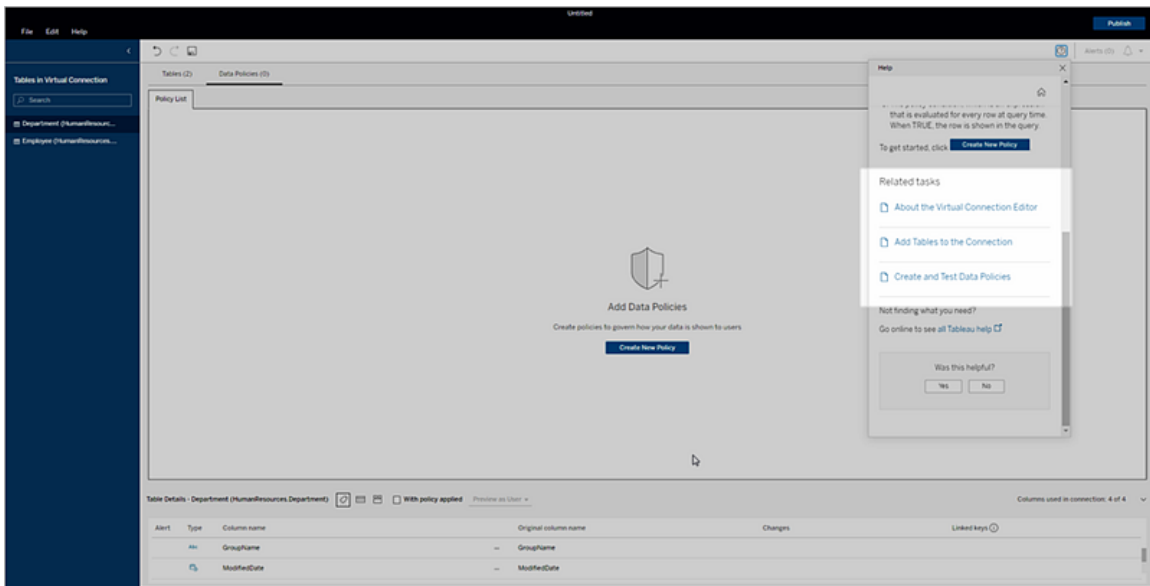 Untitled
File Edit Help
Publish
Alerts (0)
Tables in Virtual Connection
Search
Department (HumanResourc...
Employee (HumanResources....
Tables (2) Data Policies (0)
Policy List
Help
that is evaluated for every row at query time.
When TRUE, the row is shown in the query.
To get started, click Create New Policy
Related tasks
About the Virtual Connection Editor
Add Tables to the Connection
Create and Test Data Policies
Not finding what you need?
Go online to see all Tableau help
Was this helpful?
Yes No
Add Data Policies
Create policies to govern how your data is shown to users
Create New Policy
Table Details - Department (HumanResources.Department) With policy applied Preview as User
Columns used in connection: 4 of 4
Alert Type Column name Original column name Changes Linked keys
Abc GroupName ... GroupName
ModifiedDate ... ModifiedDate